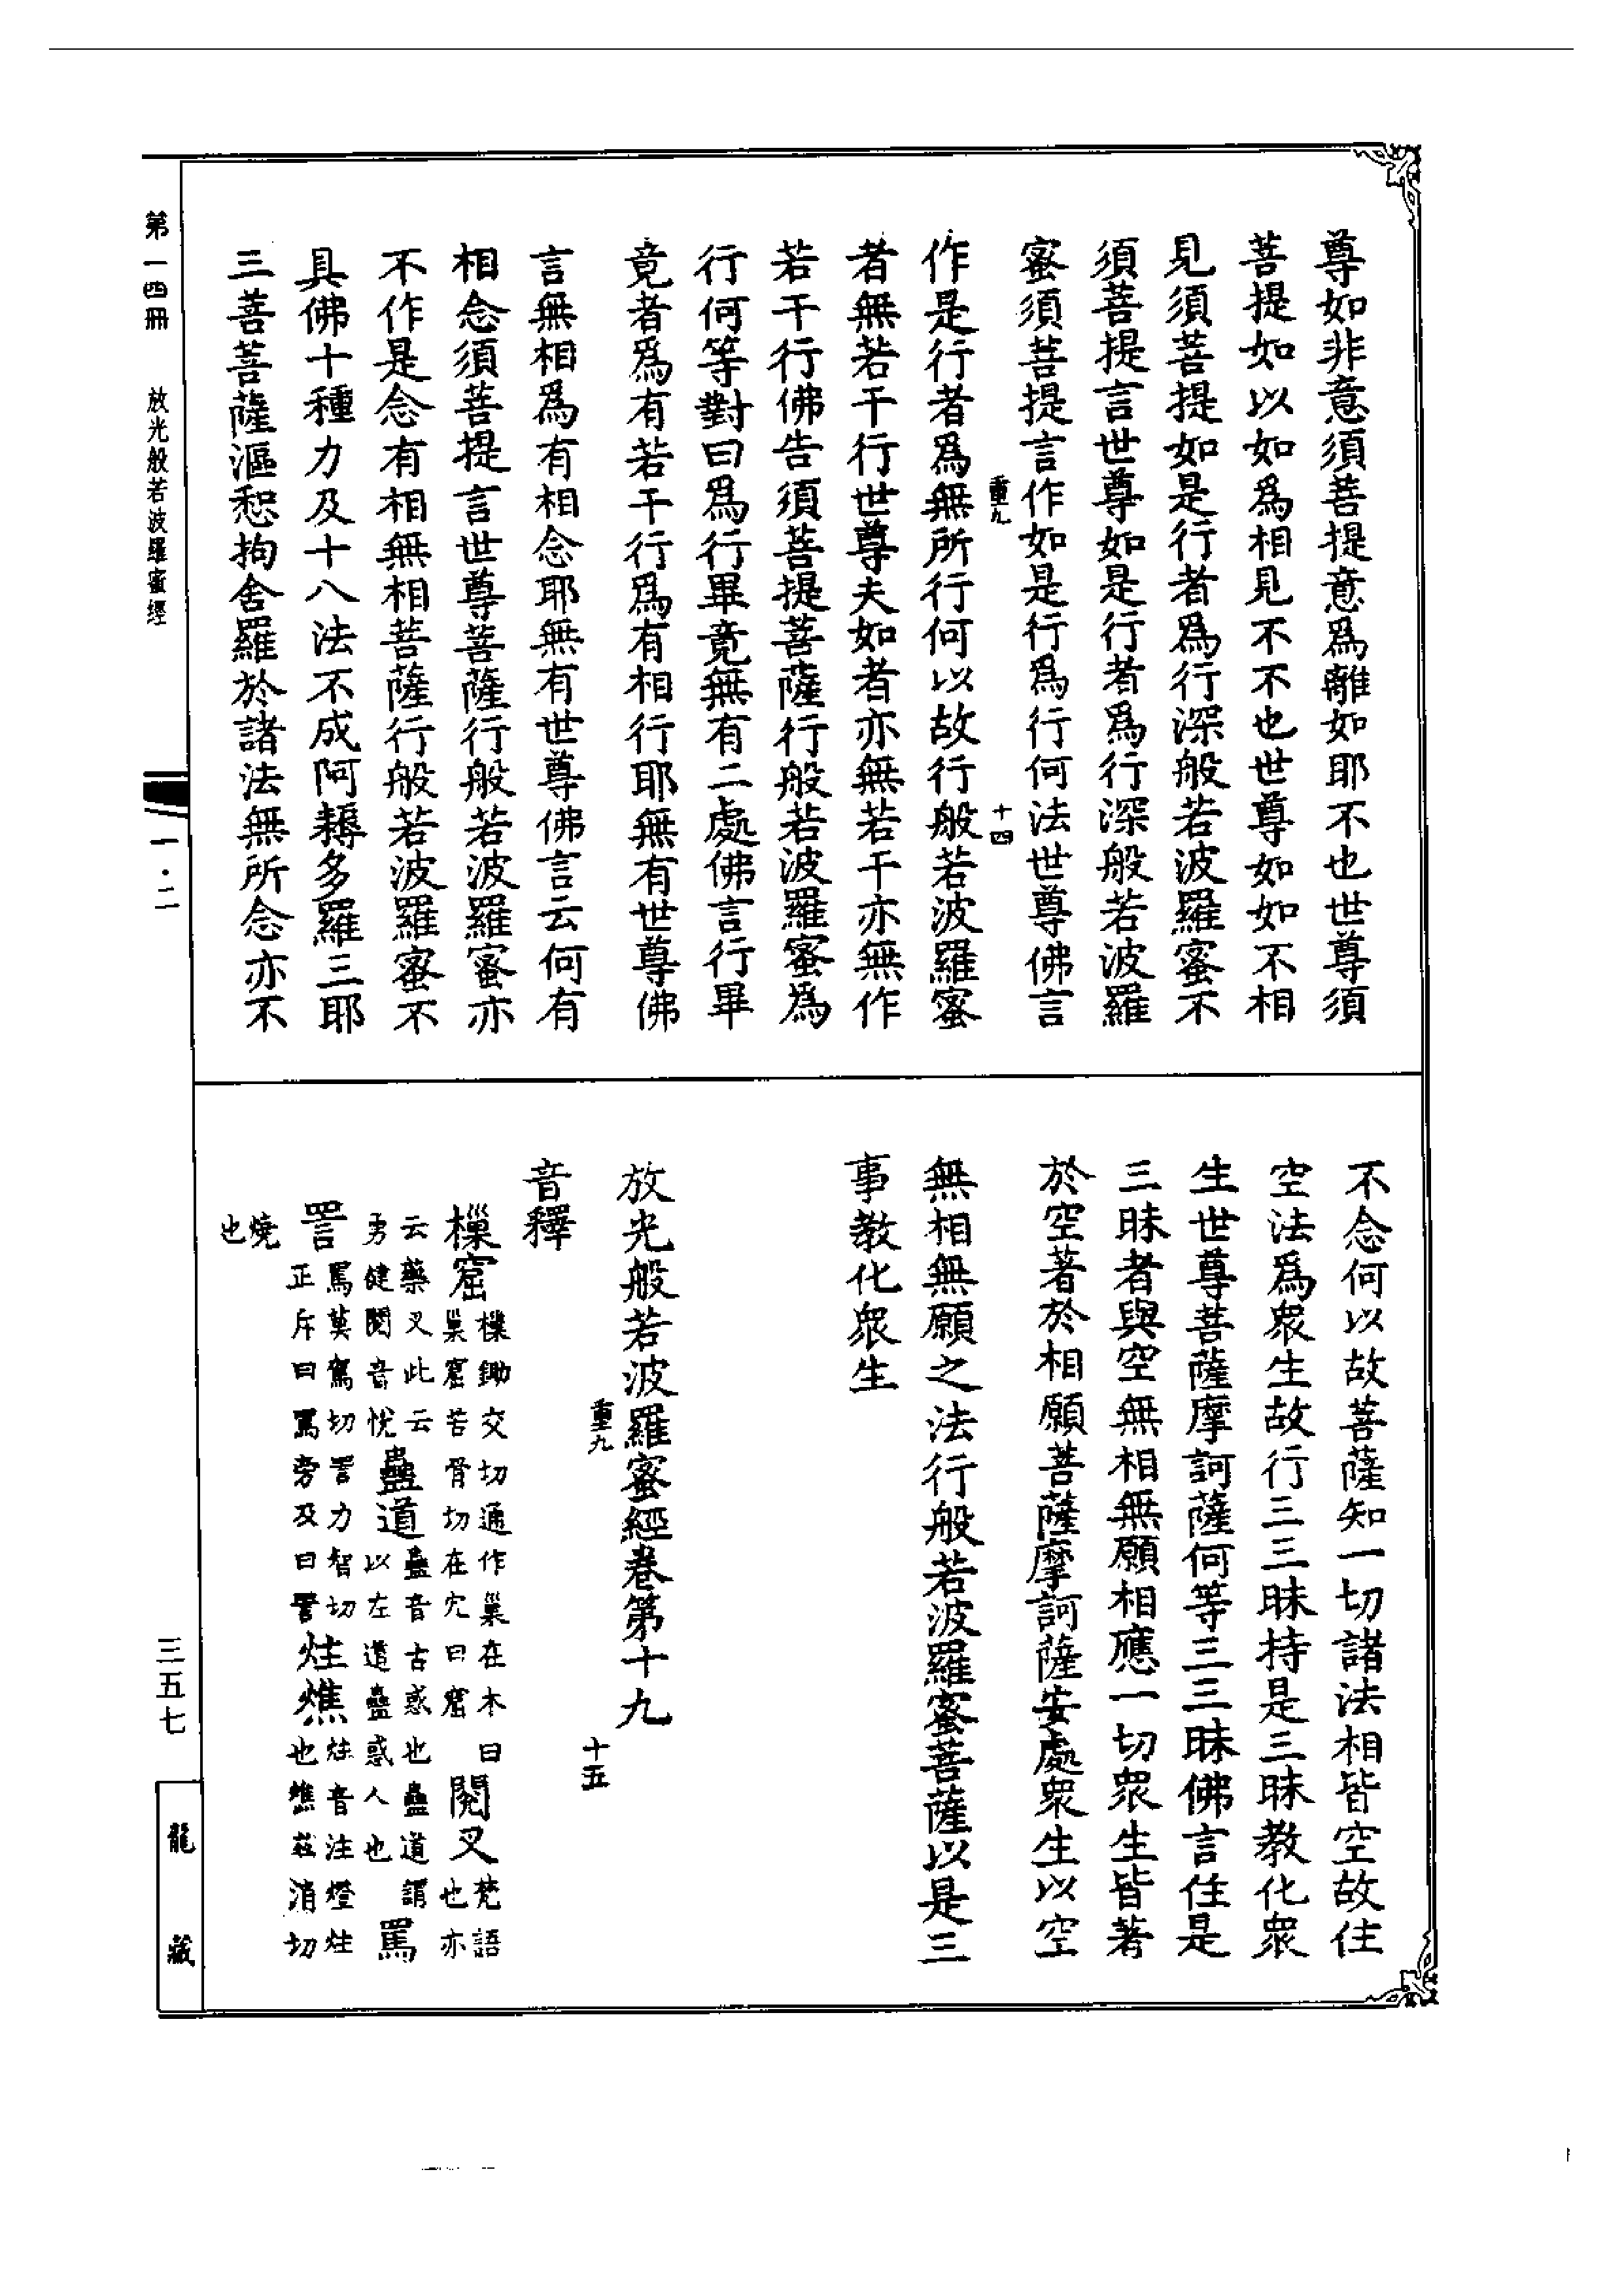 尊如非意須菩提意爲離如耶不也世尊須
菩提如以如爲相見不不也世尊如如不相
見須菩提如是行者爲行深般若波羅蜜不
須菩提言世尊如是行者爲行深般若波羅
蜜須菩提言作如是行爲行何法世尊佛言
重九
十四
作是行者爲無所行何以故行般若波羅蜜
者無若干行世尊夫如者亦無若干亦無作
若干行佛告須菩提菩薩行般若波羅蜜爲
行何等對曰爲行畢竟無有二處佛言行畢
竟者爲有若干行爲有相行耶無有世尊佛
言無相爲有相念耶無有世尊佛言云何有
相念須菩提言世尊菩薩行般若波羅蜜亦
不作是念有相無相菩薩行般若波羅蜜不
具佛十種力及十八法不成阿耨多羅三耶
三菩菩薩漚惒拘舍羅於諸法無所念亦不
不念何以故菩薩知一切諸法相皆空故住
空法爲衆生故行三三昧持是三昧教化衆
生世尊菩薩摩訶薩何等三三昧佛言住是
三昧者與空無相無願相應一切衆生皆著
於空著於相願菩薩摩訶薩安處衆生以空
無相無願之法行般若波羅蜜菩薩以是三
事教化衆生
放光般若波羅蜜經卷第十九
重九
十五
音釋
樔窟樔鋤交切通作巢在木曰巢窟苦骨切在穴曰窟 閱叉梵語也亦
云藥叉此云勇健閱音悅 蠱道蠱音古惑也蠱道謂以左道蠱惑人也 罵
詈罵莫駕切詈力智切正斥曰罵旁及曰詈 炷燋炷音注燈炷也燋茲消切
燒也
第一四冊
放光般若波羅蜜經
一·二
三五七
龍藏